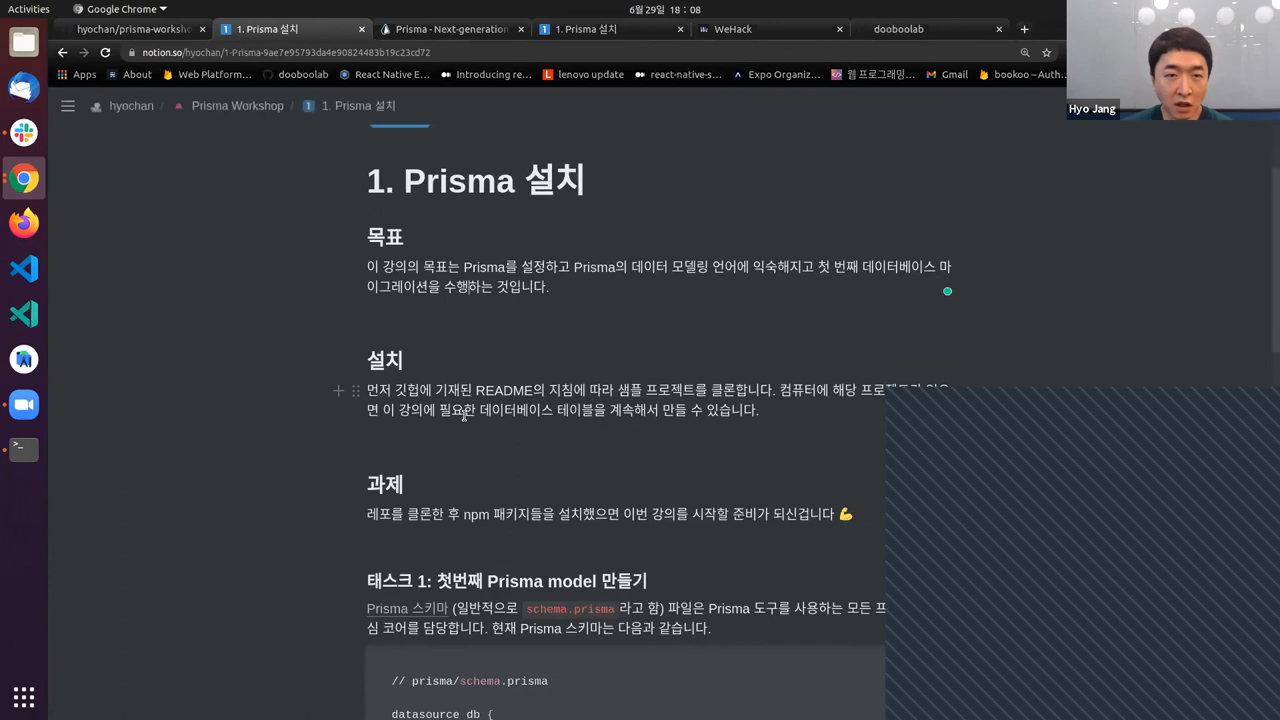 Activities
Google Chrome
6월 29일 18 : 08
hyochan/prisma-worksho
1. Prisma 설치
Prisma - Next-generation
1. Prisma 설치
WeHack
dooboolab
notion.so/hyochan/1-Prisma-9ae7e95793da4e90824483b19c23cd72
Apps
About
Web Platform...
dooboolab
React Native E...
Introducing re...
lenovo update
react-native-s...
Expo Organiz...
웹 프로그래밍...
Gmail
bookoo – Auth...
Hyo Jang
hyochan / Prisma Workshop / 1. Prisma 설치
1. Prisma 설치
목표
이 강의의 목표는 Prisma를 설정하고 Prisma의 데이터 모델링 언어에 익숙해지고 첫 번째 데이터베이스 마
이그레이션을 수행하는 것입니다.
설치
먼저 깃헙에 기재된 README의 지침에 따라 샘플 프로젝트를 클론합니다. 컴퓨터에 해당
면 이 강의에 필요한 데이터베이스 테이블을 계속해서 만들 수 있습니다.
과제
레포를 클론한 후 npm 패키지들을 설치했으면 이번 강의를 시작할 준비가 되신겁니다 💪
태스크 1: 첫번째 Prisma model 만들기
Prisma 스키마 (일반적으로 schema.prisma 라고 함) 파일은 Prisma 도구를 사용하는 모든 프
심 코어를 담당합니다. 현재 Prisma 스키마는 다음과 같습니다.
// prisma/schema.prisma
datasource db {